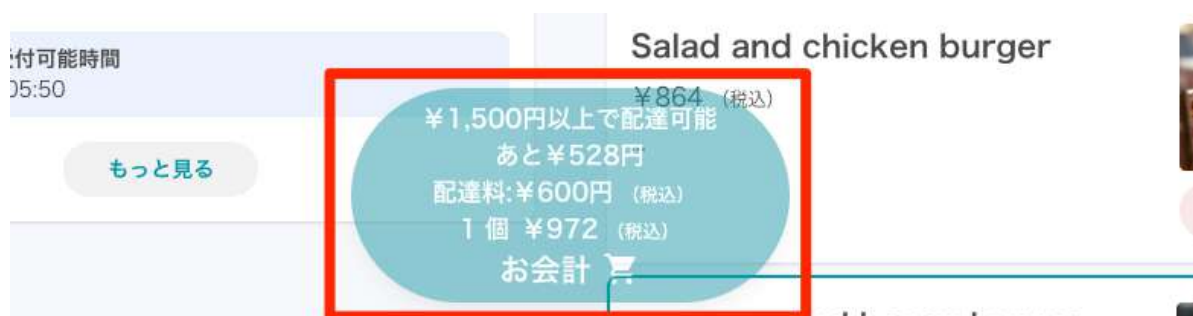 付可能時間
05:50
もっと見る
Salad and chicken burger
￥864 （税込）
￥1,500円以上で配達可能
あと￥528円
配達料:￥600円 （税込）
1 個 ￥972 （税込）
お会計